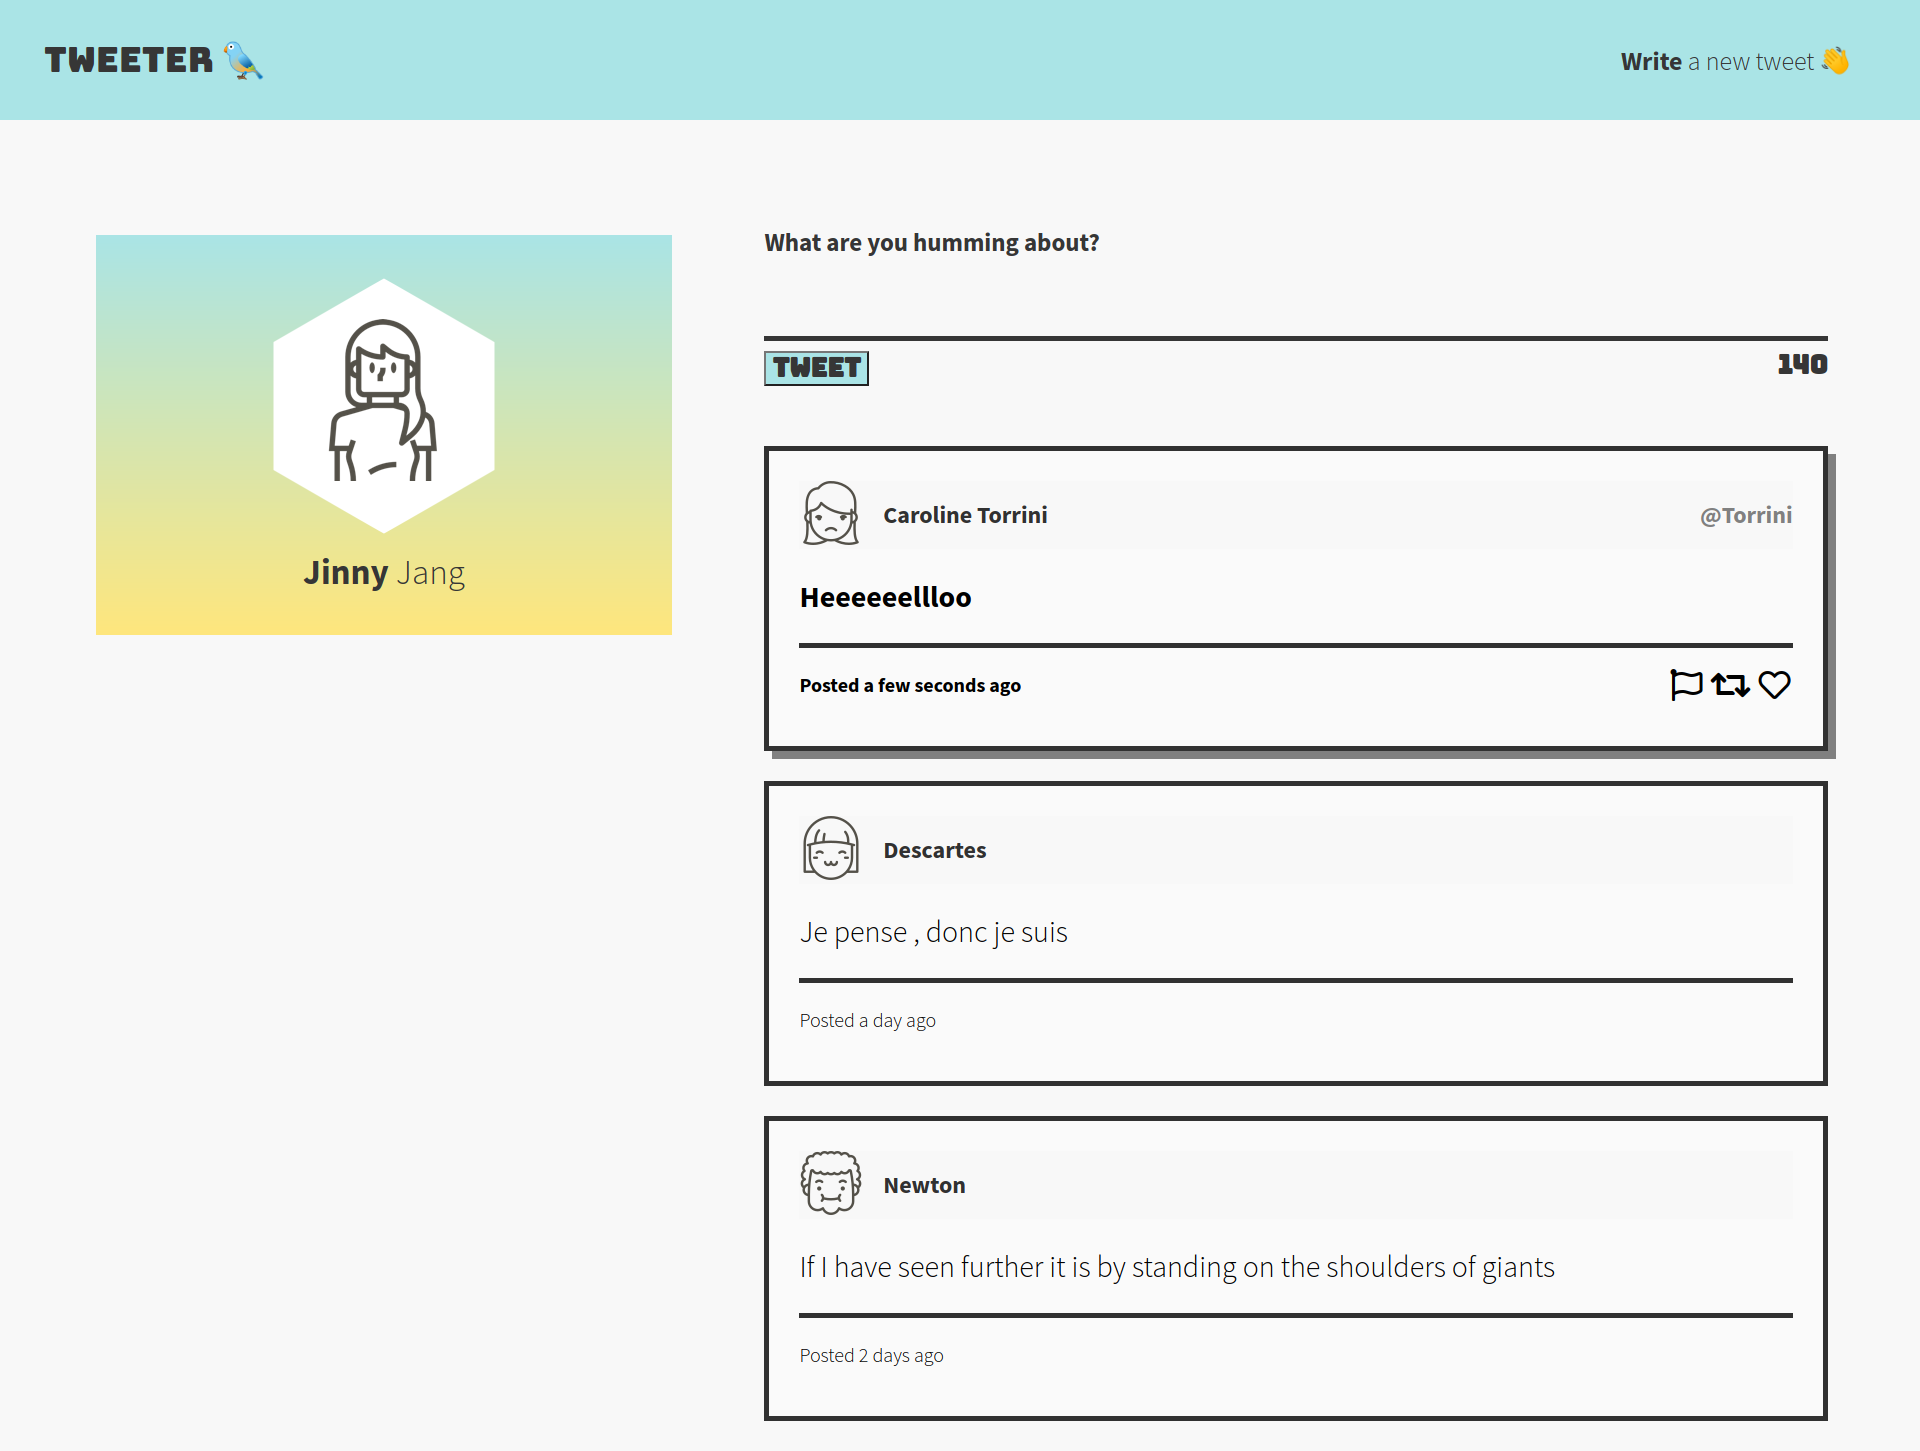 TWEETER
Write a new tweet
Jinny Jang
What are you humming about?
TWEET
140
Caroline Torrini
@Torrini
Heeeeeellloo
Posted a few seconds ago
Descartes
Je pense , donc je suis
Posted a day ago
Newton
If I have seen further it is by standing on the shoulders of giants
Posted 2 days ago